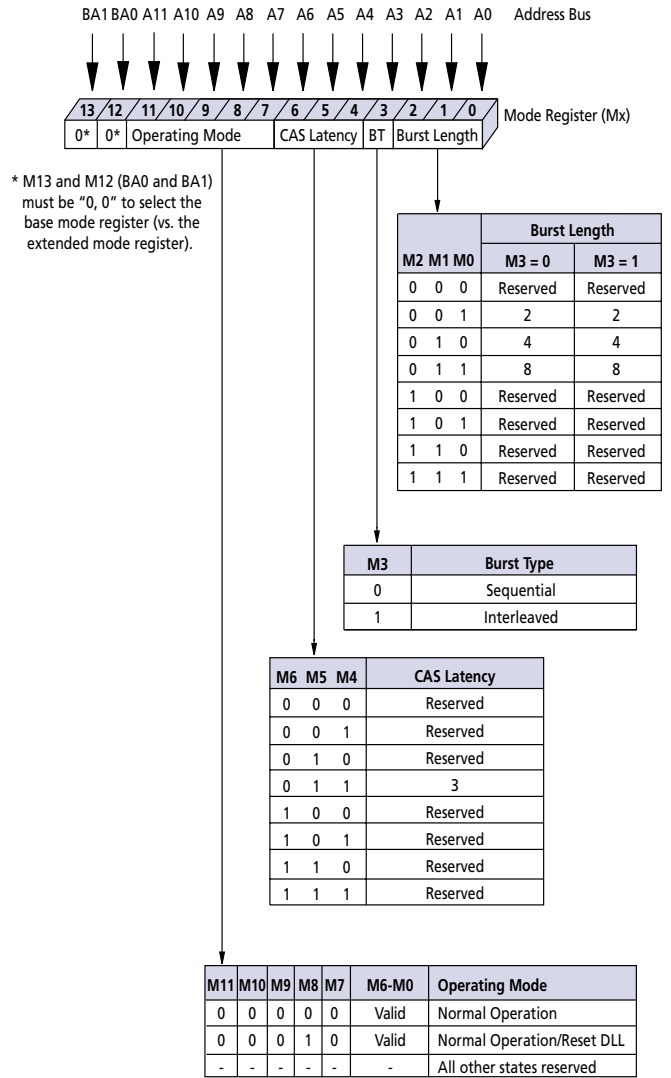 BA1 BA0 A11 A10 A9 A8 A7 A6 A5 A4 A3 A2 A1 A0 Address Bus
13 12 11 10 9 8 7 6 5 4 3 2 1 0 Mode Register (Mx)
0* 0* Operating Mode CAS Latency BT Burst Length
* M13 and M12 (BA0 and BA1)
must be “0, 0” to select the
base mode register (vs. the
extended mode register).
Burst Length
M2 M1 M0 M3 = 0 M3 = 1
0 0 0 Reserved Reserved
0 0 1 2 2
0 1 0 4 4
0 1 1 8 8
1 0 0 Reserved Reserved
1 0 1 Reserved Reserved
1 1 0 Reserved Reserved
1 1 1 Reserved Reserved
M3 Burst Type
0 Sequential
1 Interleaved
M6 M5 M4 CAS Latency
0 0 0 Reserved
0 0 1 Reserved
0 1 0 Reserved
0 1 1 3
1 0 0 Reserved
1 0 1 Reserved
1 1 0 Reserved
1 1 1 Reserved
M11 M10 M9 M8 M7 M6-M0 Operating Mode
0 0 0 0 0 Valid Normal Operation
0 0 0 1 0 Valid Normal Operation/Reset DLL
- - - - - - All other states reserved